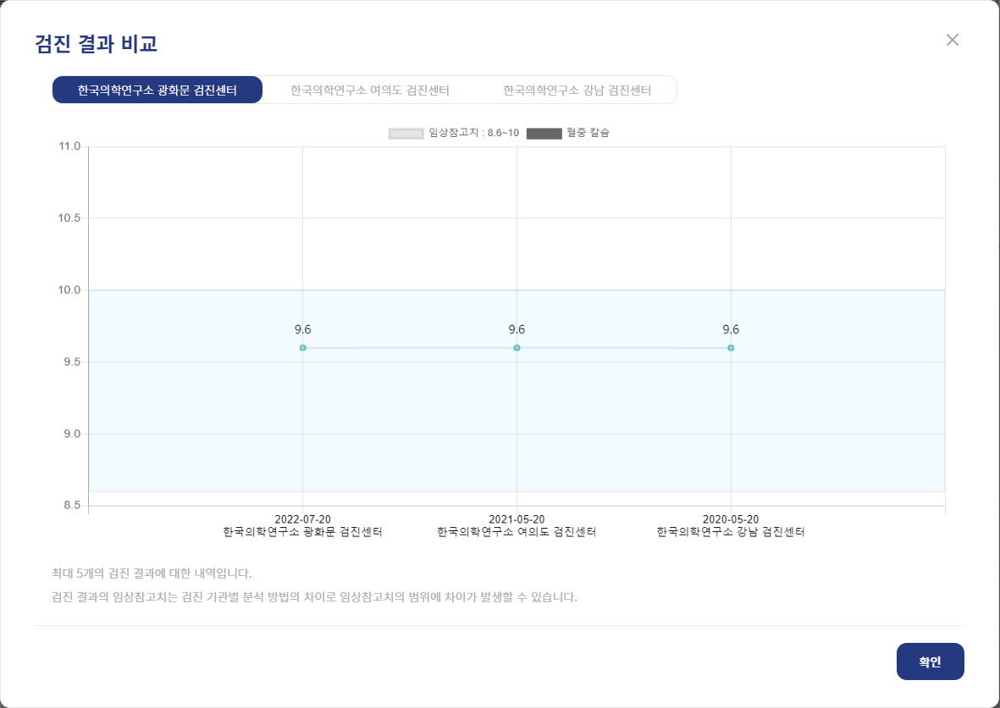 검진 결과 비교
한국의학연구소 광화문 검진센터
한국의학연구소 여의도 검진센터
한국의학연구소 강남 검진센터
임상참고치 : 8.6~10
혈중 칼슘
11.0
10.5
10.0
9.6
9.6
9.6
9.5
9.0
8.5
2022-07-20
한국의학연구소 광화문 검진센터
2021-05-20
한국의학연구소 여의도 검진센터
2020-05-20
한국의학연구소 강남 검진센터
최대 5개의 검진 결과에 대한 내역입니다.
검진 결과의 임상참고치는 검진 기관별 분석 방법의 차이로 임상참고치의 범위에 차이가 발생할 수 있습니다.
확인